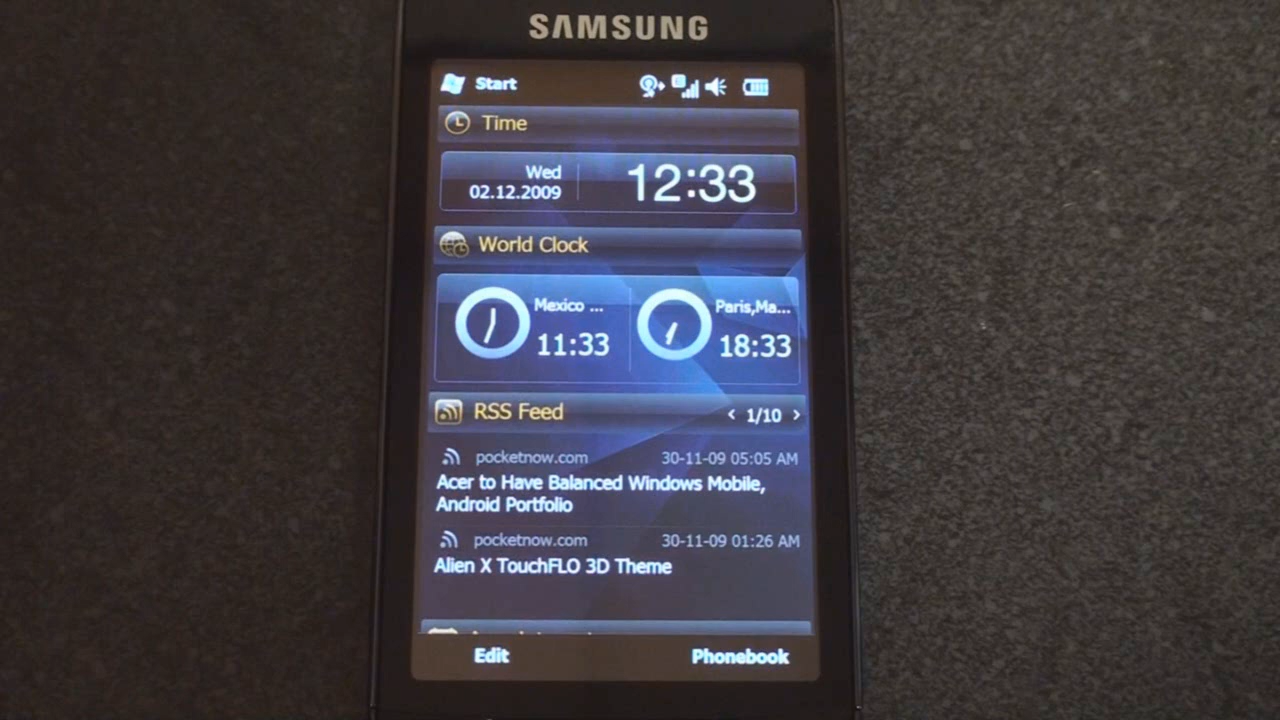 SAMSUNG
Start
Time
Wed
02.12.2009
12:33
World Clock
Mexico ...
11:33
Paris,Ma...
18:33
RSS Feed
< 1/10 >
pocketnow.com 30-11-09 05:05 AM
Acer to Have Balanced Windows Mobile,
Android Portfolio
pocketnow.com 30-11-09 01:26 AM
Alien X TouchFLO 3D Theme
Edit Phonebook